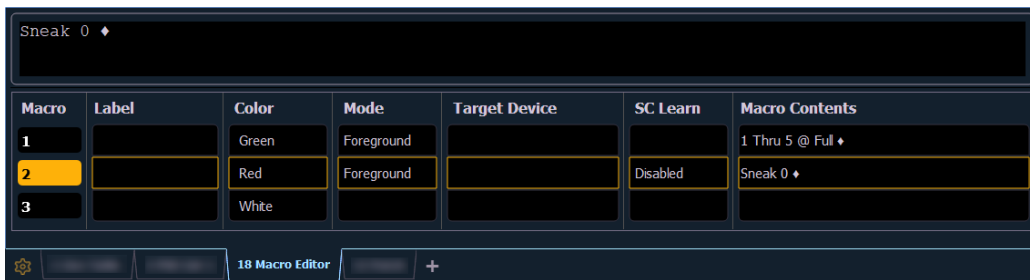 Sneak 0 ♦
Macro Label Color Mode Target Device SC Learn Macro Contents
1 Green Foreground 1 Thru 5 @ Full ♦
2 Red Foreground Disabled Sneak 0 ♦
3 White
18 Macro Editor +